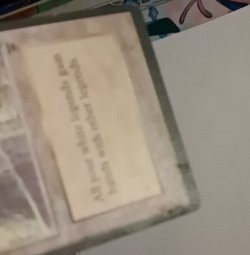 All your white legends gain
bands with other legends.